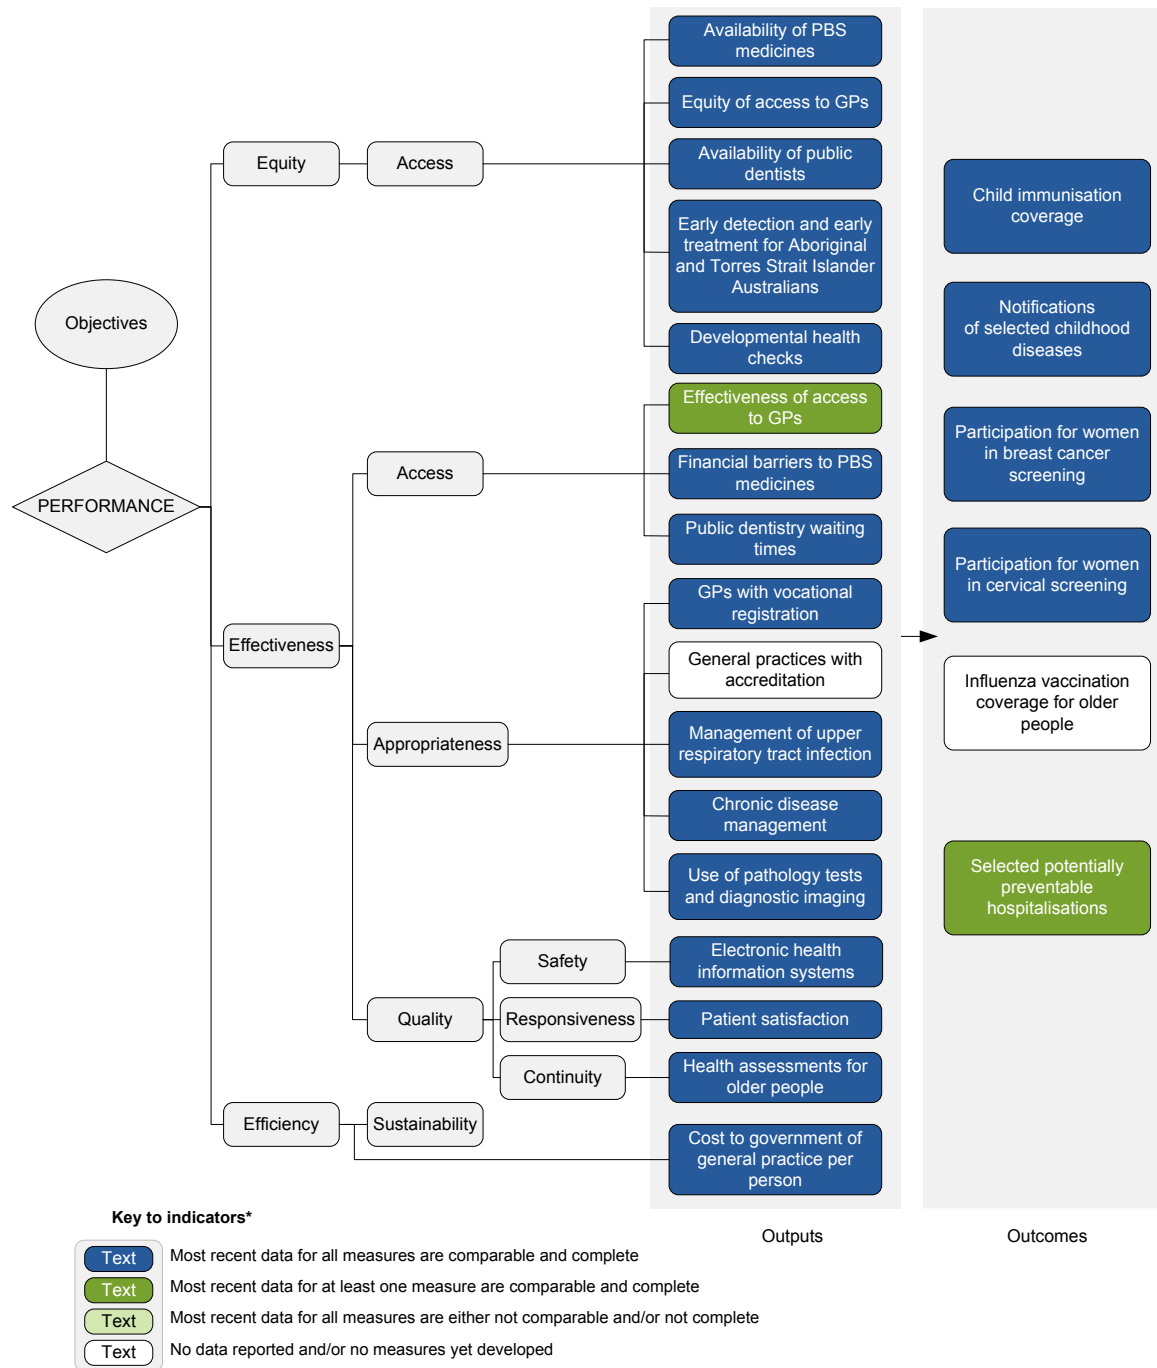 Objectives
PERFORMANCE
Equity
Access
Availability of PBS
medicines
Equity of access to GPs
Availability of public
dentists
Early detection and early
treatment for Aboriginal
and Torres Strait Islander
Australians
Developmental health
checks
Effectiveness
Access
Effectiveness of access
to GPs
Financial barriers to PBS
medicines
Public dentistry waiting
times
Appropriateness
GPs with vocational
registration
General practices with
accreditation
Management of upper
respiratory tract infection
Chronic disease
management
Use of pathology tests
and diagnostic imaging
Quality
Safety
Electronic health
information systems
Responsiveness
Patient satisfaction
Continuity
Health assessments for
older people
Efficiency
Sustainability
Cost to government of
general practice per
person
Outputs
Child immunisation
coverage
Notifications
of selected childhood
diseases
Participation for women
in breast cancer
screening
Participation for women
in cervical screening
Influenza vaccination
coverage for older
people
Selected potentially
preventable
hospitalisations
Outcomes
Key to indicators*
Text Most recent data for all measures are comparable and complete
Text Most recent data for at least one measure are comparable and complete
Text Most recent data for all measures are either not comparable and/or not complete
Text No data reported and/or no measures yet developed